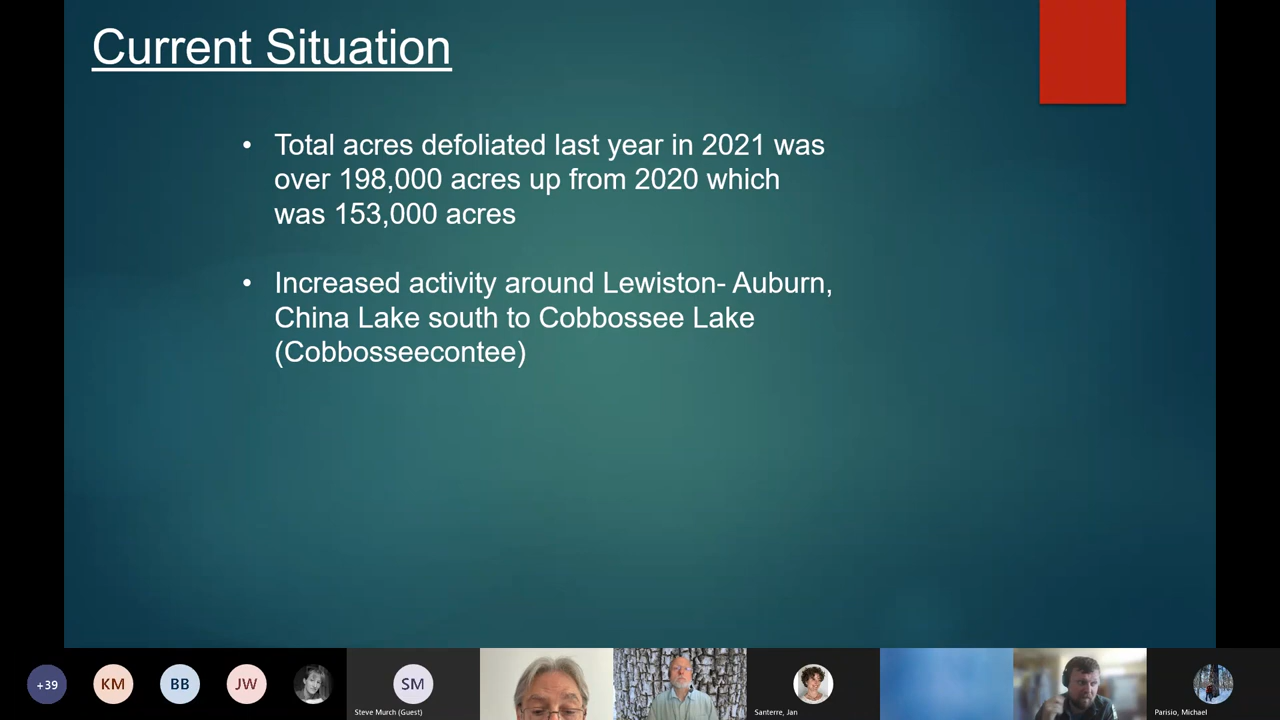 Current Situation
• Total acres defoliated last year in 2021 was
over 198,000 acres up from 2020 which
was 153,000 acres
• Increased activity around Lewiston- Auburn,
China Lake south to Cobbossee Lake
(Cobbosseecontee)
+39
KM
BB
JW
SM
Steve Murch (Guest)
Santerre, Jan
Parisio, Michael